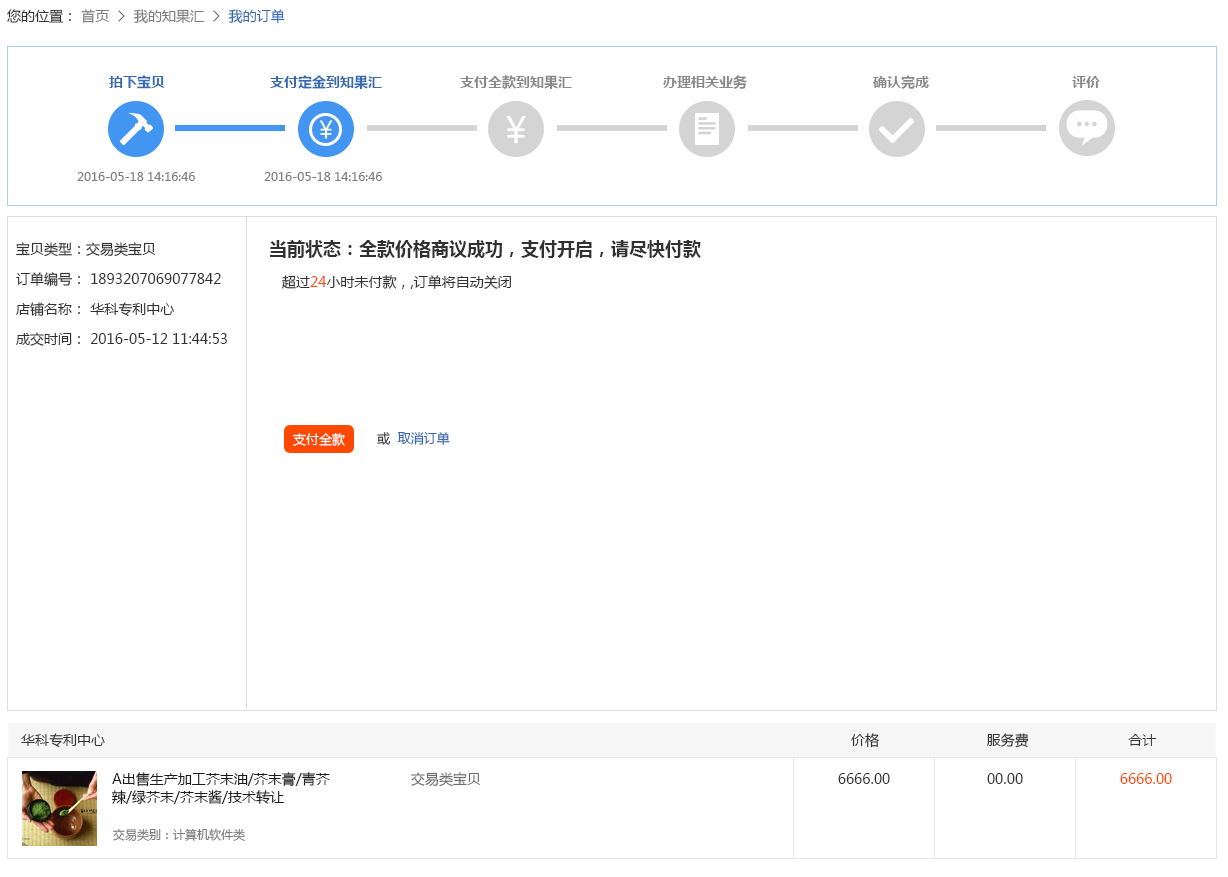 您的位置： 首页 > 我的知果汇 > 我的订单
拍下宝贝 支付定金到知果汇 支付全款到知果汇 办理相关业务 确认完成 评价
2016-05-18 14:16:46 2016-05-18 14:16:46
宝贝类型：交易类宝贝
订单编号： 1893207069077842
店铺名称： 华科专利中心
成交时间： 2016-05-12 11:44:53
当前状态：全款价格商议成功，支付开启，请尽快付款
超过24小时未付款，,订单将自动关闭
支付全款 或 取消订单
华科专利中心 价格 服务费 合计
A出售生产加工芥末油/芥末膏/青芥 交易类宝贝 6666.00 00.00 6666.00
辣/绿芥末/芥末酱/技术转让
交易类别：计算机软件类